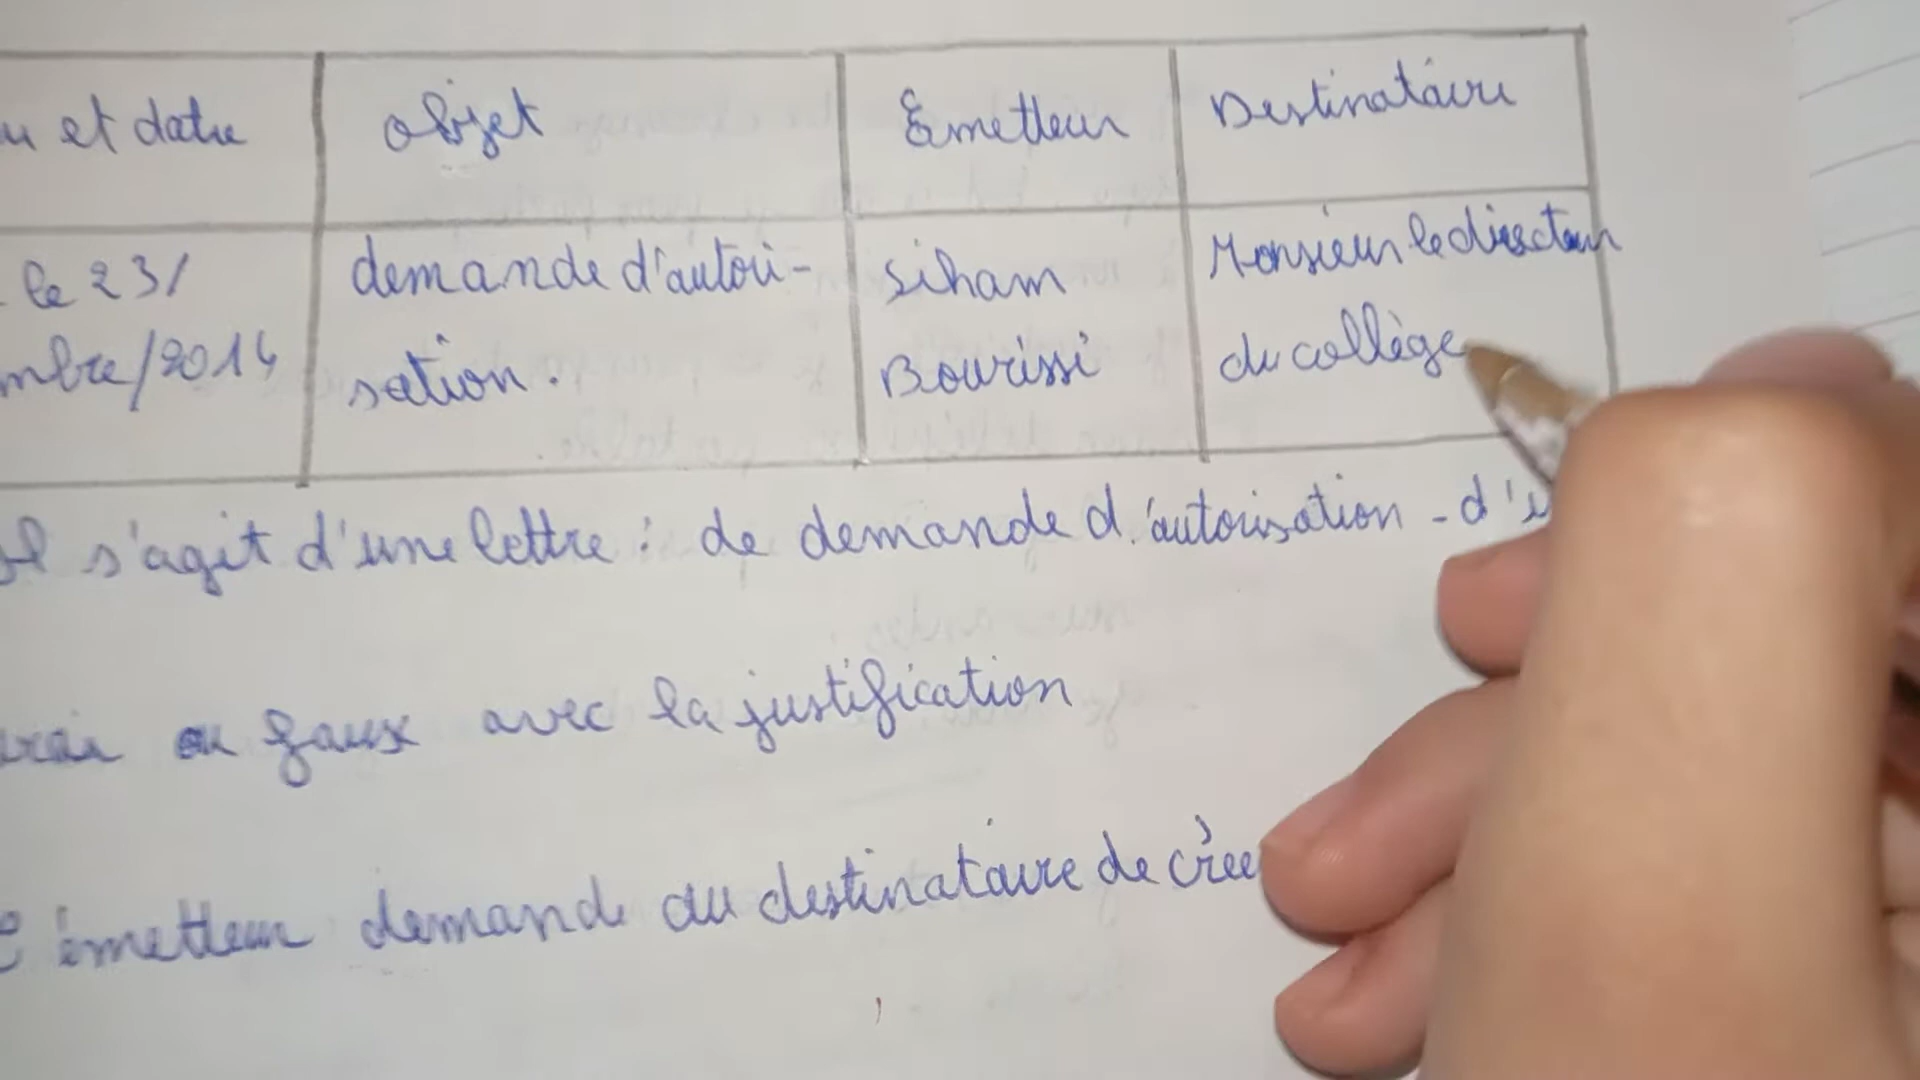 et date objet Emetteur Destinataire
le 23/ demande d'autori- Siham Monsieur le directeur
mbre/2014 sation. Bourissi du collège
s'agit d'une lettre : de demande d'autorisation - d'i
vrai ou faux avec la justification
émetteur demande au destinataire de crée